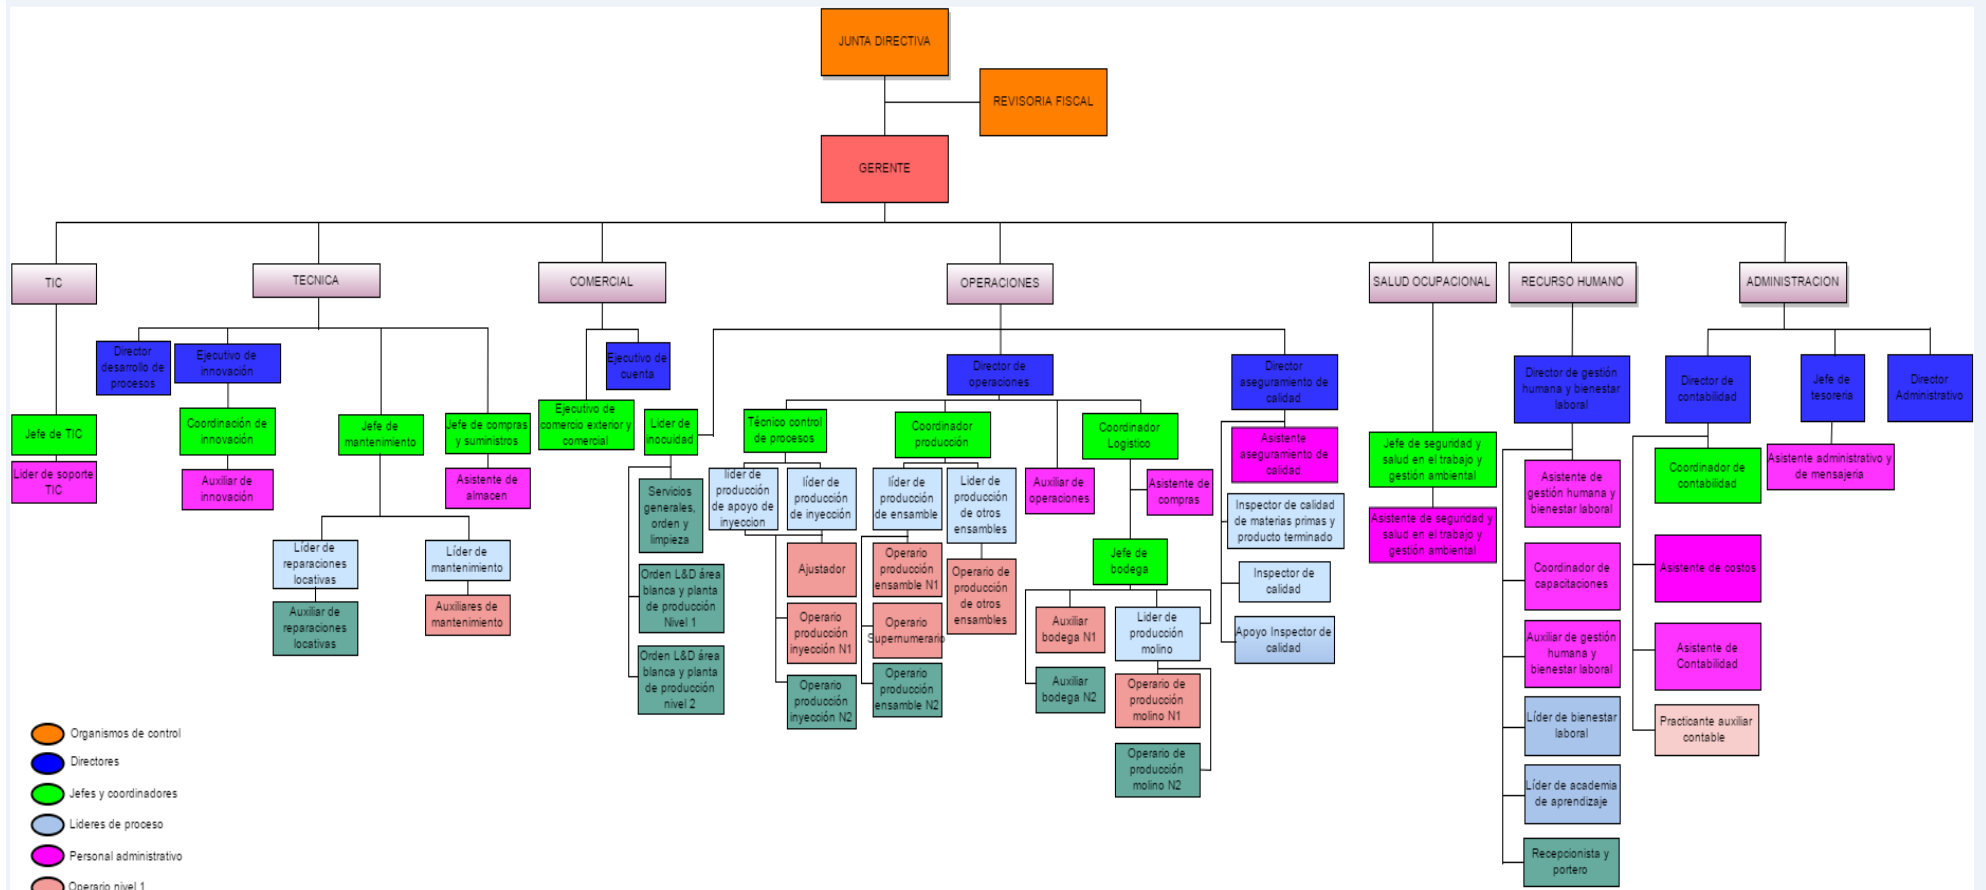 JUNTA DIRECTIVA
REVISORIA FISCAL
GERENTE
TIC
TECNICA
COMERCIAL
OPERACIONES
SALUD OCUPACIONAL
RECURSO HUMANO
ADMINISTRACION
Jefe de TIC
Lider de soporte
TIC
Director
desarrollo de
procesos
Ejecutivo de
innovación
Coordinación de
innovación
Auxiliar de
innovación
Jefe de
mantenimiento
Líder de
reparaciones
locativas
Auxiliar de
reparaciones
locativas
Líder de
mantenimiento
Auxiliares de
mantenimiento
Jefe de compras
y suministros
Asistente de
almacen
Ejecutivo de
comercio exterior y
comercial
Ejecutivo de
cuenta
Lider de
inocuidad
Servicios
generales,
orden y
limpieza
Orden L&D área
blanca y planta
de producción
Nivel 1
Orden L&D área
blanca y planta
de producción
nivel 2
Director de
operaciones
Técnico control
de procesos
líder de
producción
de apoyo de
inyeccion
líder de
producción
de inyección
Ajustador
Operario
producción
inyección N1
Operario
producción
inyección N2
Coordinador
producción
líder de
producción
de ensamble
Operario
producción
ensamble N1
Operario
Supernumerario
Operario
producción
ensamble N2
Lider de
producción
de otros
ensambles
Operario de
producción
de otros
ensambles
Auxiliar de
operaciones
Coordinador
Logistico
Asistente de
compras
Jefe de
bodega
Auxiliar
bodega N1
Auxiliar
bodega N2
Lider de
producción
molino
Operario de
producción
molino N1
Operario de
producción
molino N2
Director
aseguramiento de
calidad
Asistente
aseguramiento de
calidad
Inspector de calidad
de materias primas y
producto terminado
Inspector de
calidad
Apoyo Inspector de
calidad
Jefe de seguridad y
salud en el trabajo y
gestión ambiental
Asistente de seguridad y
salud en el trabajo y
gestión ambiental
Director de gestión
humana y bienestar
laboral
Asistente de
gestión humana y
bienestar laboral
Coordinador de
capacitaciones
Auxiliar de gestión
humana y
bienestar laboral
Líder de bienestar
laboral
Líder de academia
de aprendizaje
Recepcionista y
portero
Director de
contabilidad
Coordinador de
contabilidad
Asistente de costos
Asistente de
Contabilidad
Practicante auxiliar
contable
Jefe de
tesoreria
Asistente administrativo y
de mensajeria
Director
Administrativo
Organismos de control
Directores
Jefes y coordinadores
Lideres de proceso
Personal administrativo
Operario nivel 1